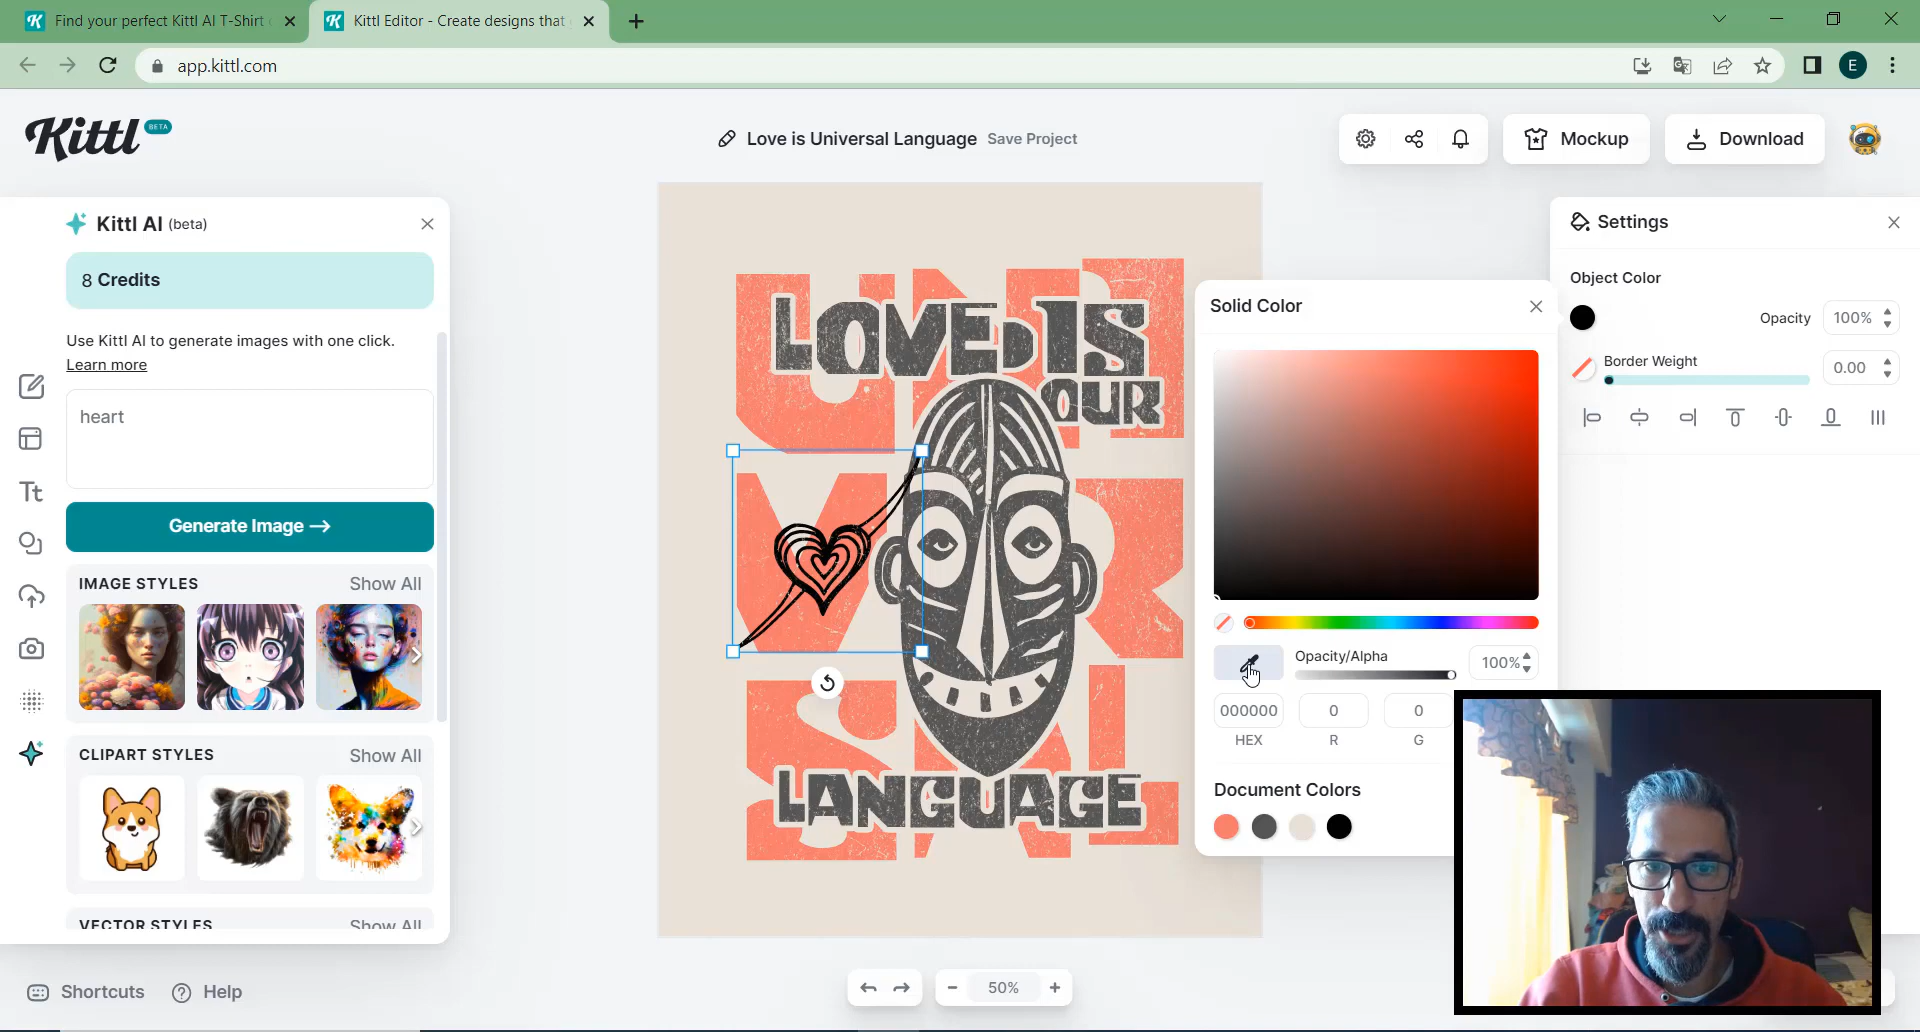 Find your perfect Kittl AI T-Shirt
Kittl Editor - Create designs that
app.kittl.com
E
Kittl BETA
Love is Universal Language Save Project
Mockup
Download
Kittl AI (beta)
8 Credits
Use Kittl AI to generate images with one click.
Learn more
heart
Generate Image →
IMAGE STYLES Show All
CLIPART STYLES Show All
VECTOR STYLES Show All
Tt
Shortcuts
Help
LOVE IS
OUR
LANGUAGE
50%
Solid Color
Opacity/Alpha
100%
000000 0 0
HEX R G
Document Colors
Settings
Object Color
Opacity 100%
Border Weight 0.00